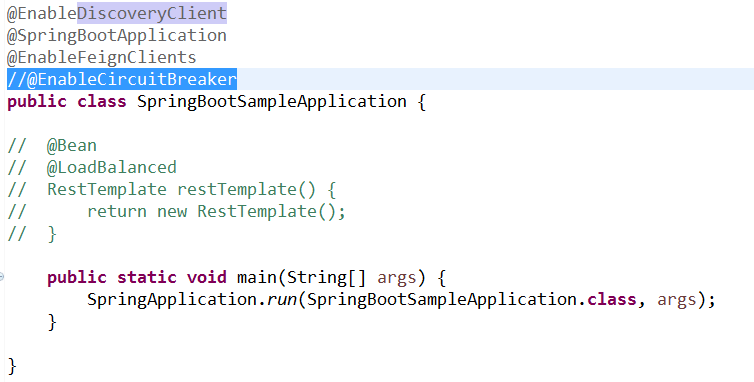 @EnableDiscoveryClient
@SpringBootApplication
@EnableFeignClients
//@EnableCircuitBreaker
public class SpringBootSampleApplication {
//  @Bean
//  @LoadBalanced
//  RestTemplate restTemplate() {
//      return new RestTemplate();
//  }
    public static void main(String[] args) {
        SpringApplication.run(SpringBootSampleApplication.class, args);
    }
}